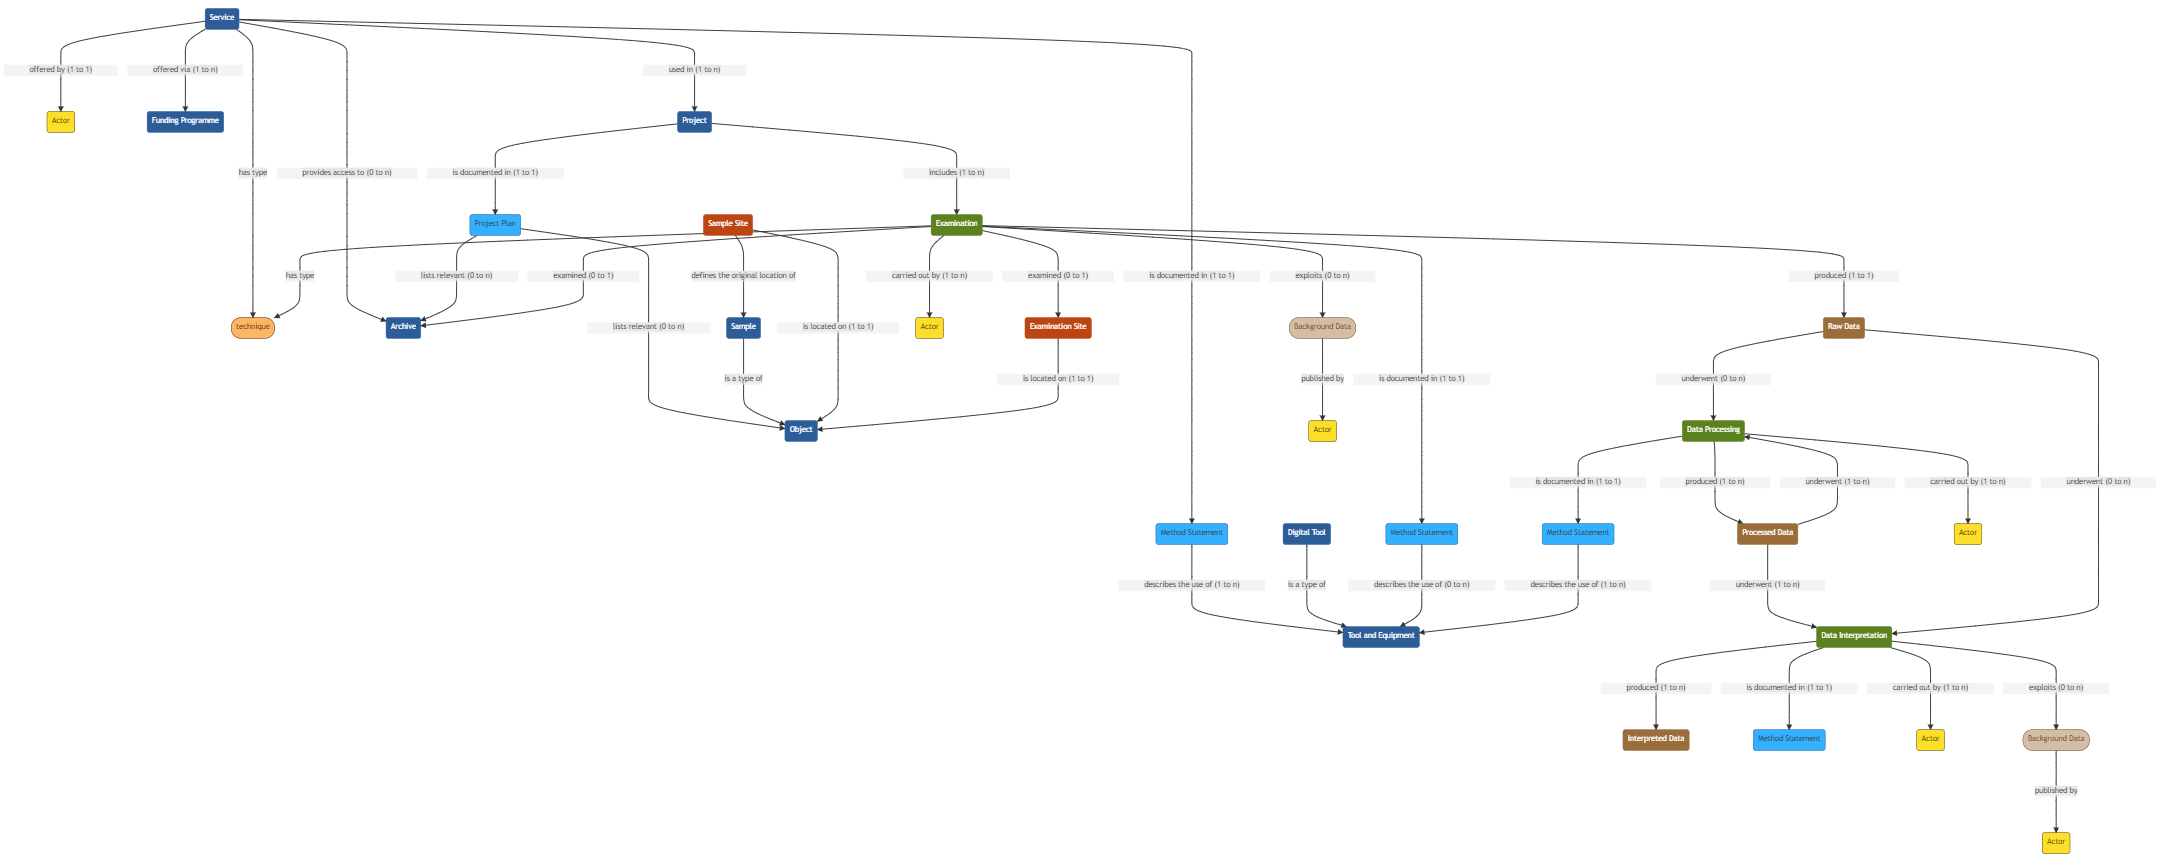 Service
offered by (1 to 1)
offered via (1 to n)
used in (1 to n)
Actor
Funding Programme
Project
has type
provides access to (0 to n)
is documented in (1 to 1)
includes (1 to n)
Project Plan
Sample Site
Examination
has type
lists relevant (0 to n)
examined (0 to 1)
defines the original location of
carried out by (1 to n)
examined (0 to 1)
is documented in (1 to 1)
exploits (0 to n)
produced (1 to 1)
technique
Archive
lists relevant (0 to n)
Sample
is located on (1 to 1)
Actor
Examination Site
Background Data
Raw Data
is a type of
is located on (1 to 1)
published by
is documented in (1 to 1)
underwent (0 to n)
Object
Actor
Data Processing
is documented in (1 to 1)
produced (1 to n)
underwent (1 to n)
carried out by (1 to n)
underwent (0 to n)
Method Statement
Digital Tool
Method Statement
Method Statement
Processed Data
Actor
describes the use of (1 to n)
is a type of
describes the use of (0 to n)
describes the use of (1 to n)
underwent (1 to n)
Tool and Equipment
Data Interpretation
produced (1 to n)
is documented in (1 to 1)
carried out by (1 to n)
exploits (0 to n)
Interpreted Data
Method Statement
Actor
Background Data
published by
Actor